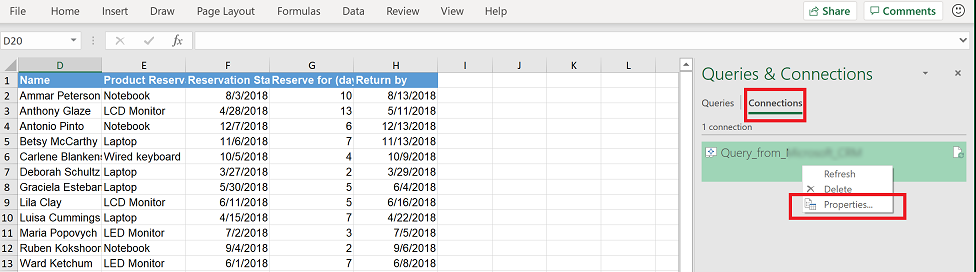 File Home Insert Draw Page Layout Formulas Data Review View Help Share Comments
D20 fx
D E F G H I J K L
1 Name Product Reserv Reservation Sta Reserve for (day Return by
2 Ammar Peterson Notebook 8/3/2018 10 8/13/2018
3 Anthony Glaze LCD Monitor 4/28/2018 13 5/11/2018
4 Antonio Pinto Notebook 12/7/2018 6 12/13/2018
5 Betsy McCarthy Laptop 11/6/2018 7 11/13/2018
6 Carlene Blankens Wired keyboard 10/5/2018 4 10/9/2018
7 Deborah Schultz Laptop 3/27/2018 2 3/29/2018
8 Graciela Esteban Laptop 5/30/2018 5 6/4/2018
9 Lila Clay LCD Monitor 6/11/2018 5 6/16/2018
10 Luisa Cummings Laptop 4/15/2018 7 4/22/2018
11 Maria Popovych LED Monitor 7/2/2018 3 7/5/2018
12 Ruben Kokshoorn Notebook 9/4/2018 2 9/6/2018
13 Ward Ketchum LED Monitor 6/1/2018 7 6/8/2018
Queries & Connections
Queries Connections
1 connection
Query_from_
Refresh
Delete
Properties...